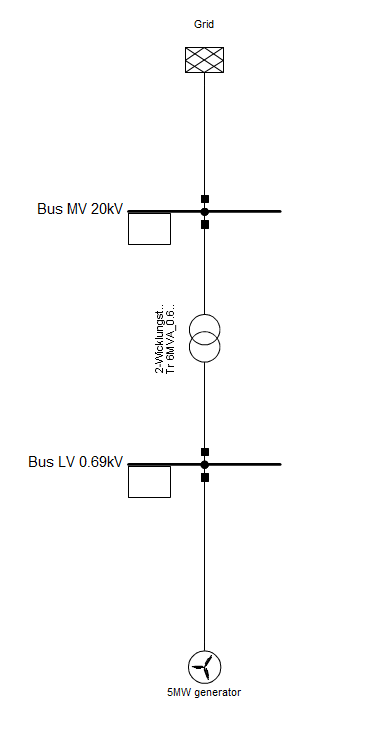 Grid
Bus MV 20kV
2-Wicklungst..
Tr 6MVA_0.6..
Bus LV 0.69kV
5MW generator